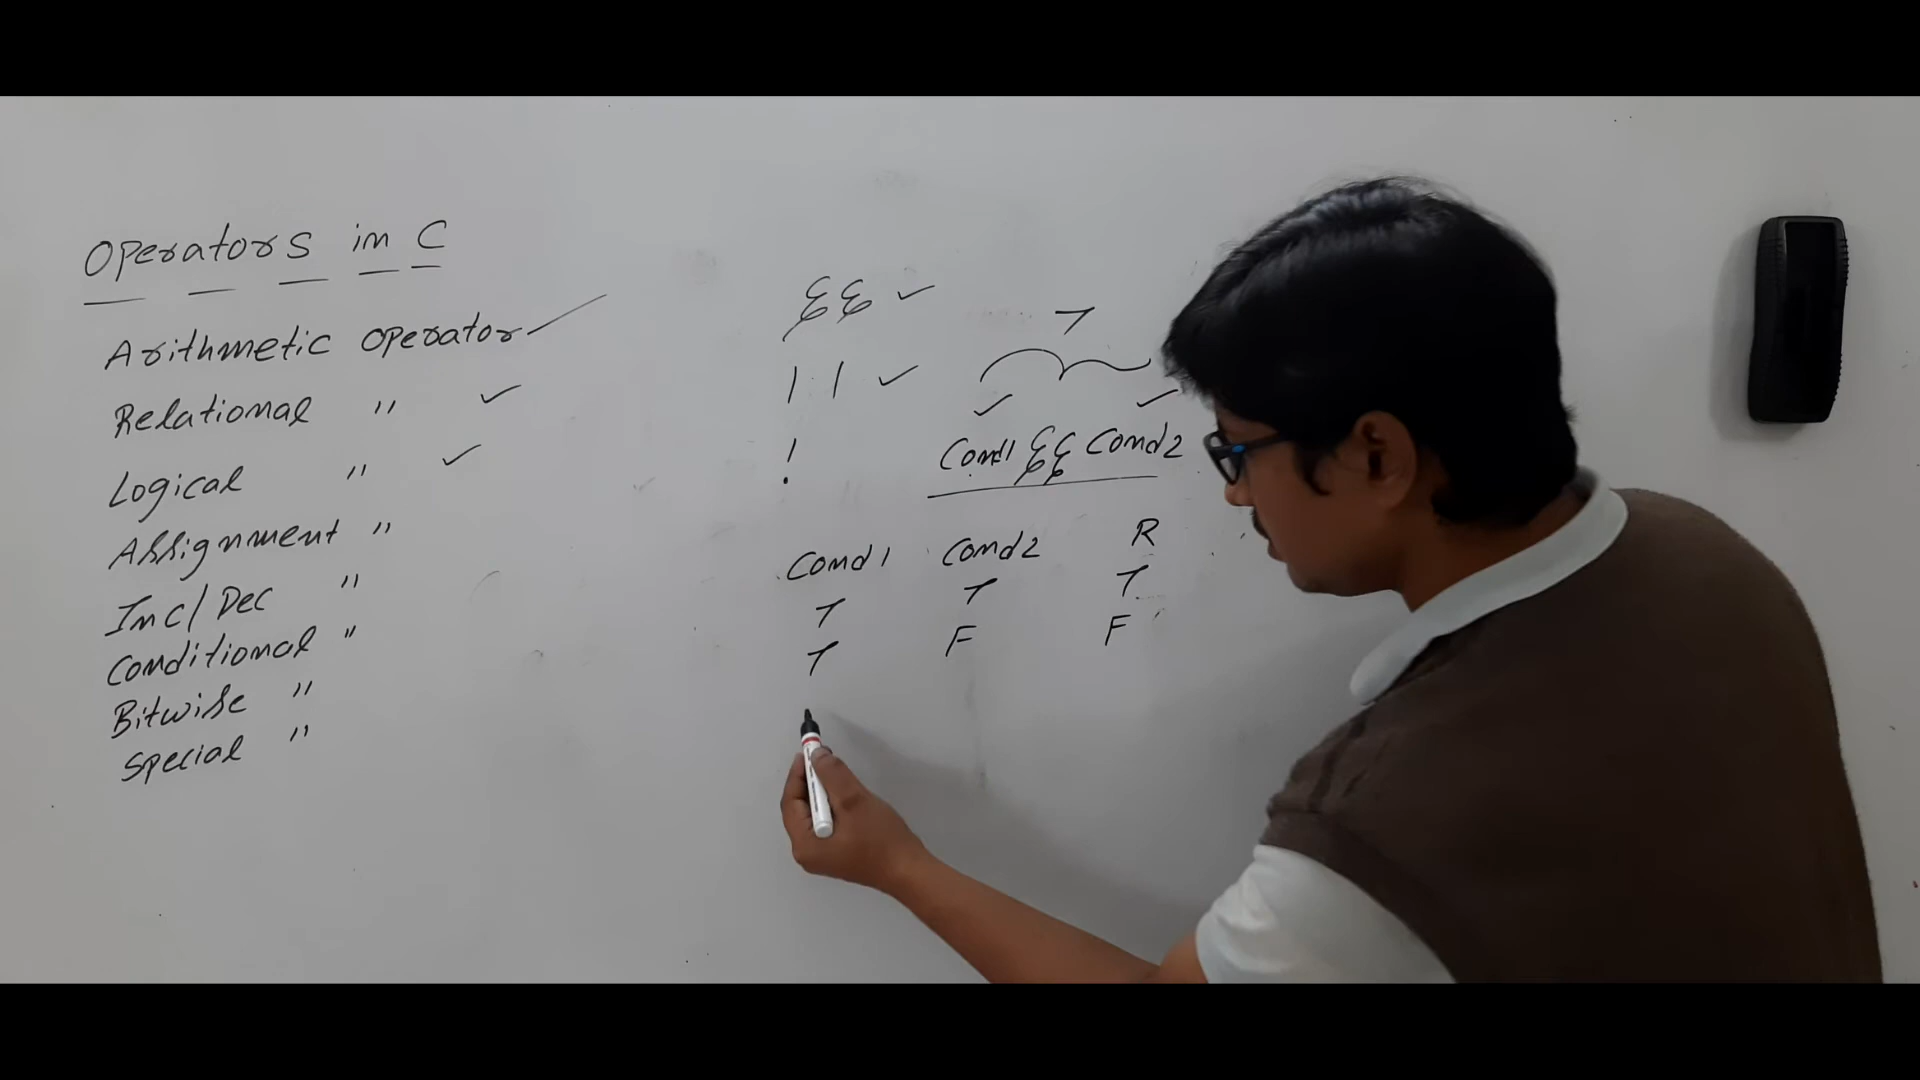 Operators in C
Arithmetic Operator
Relational "
Logical "
Assignment "
Inc/Dec "
Conditional "
Bitwise "
Special "
&& ✓
|| ✓
!
T
Cond1 && Cond2
Cond1 Cond2 R
T T T
T F F